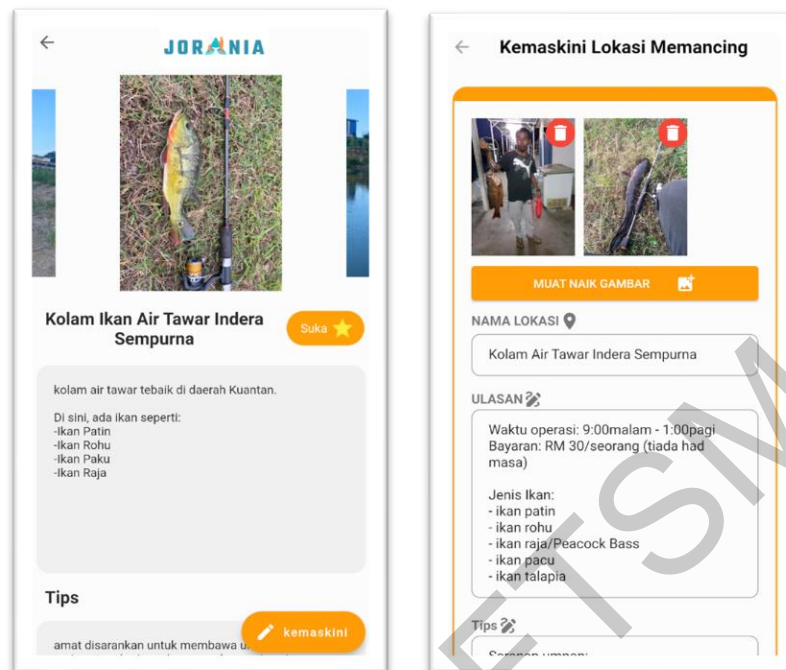 JORANIA
Kolam Ikan Air Tawar Indera
Sempurna
Suka
kolam air tawar tebaik di daerah Kuantan.
Di sini, ada ikan seperti:
-Ikan Patin
-Ikan Rohu
-Ikan Paku
-Ikan Raja
Tips
amat disarankan untuk membawa
kemaskini
Kemaskini Lokasi Memancing
MUAT NAIK GAMBAR
NAMA LOKASI
Kolam Air Tawar Indera Sempurna
ULASAN
Waktu operasi: 9:00malam - 1:00pagi
Bayaran: RM 30/seorang (tiada had
masa)
Jenis Ikan:
- ikan patin
- ikan rohu
- ikan raja/Peacock Bass
- ikan pacu
- ikan talapia
Tips
ETSM